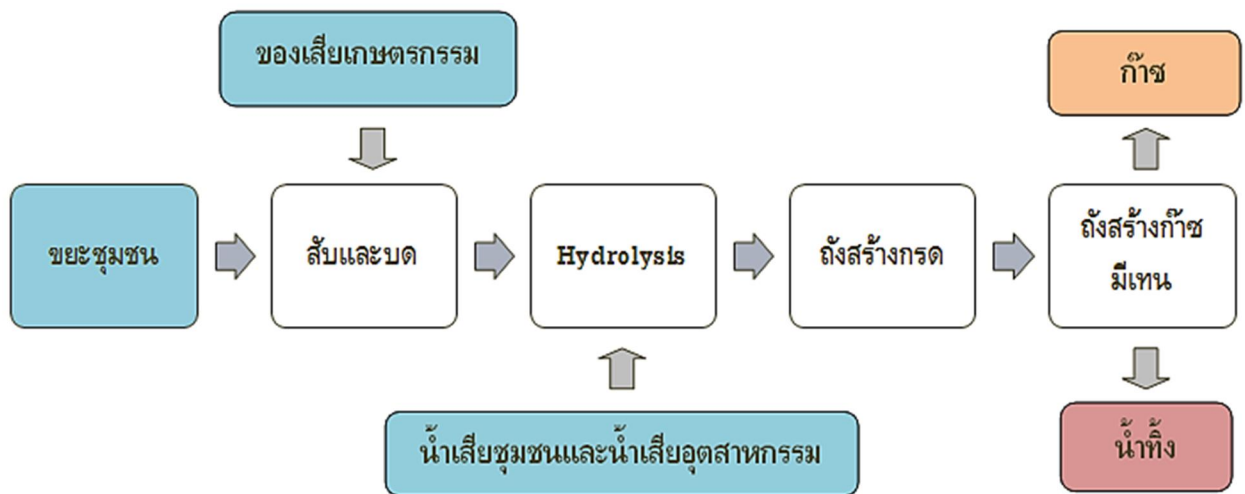 ของเสียเกษตรกรรม
ก๊าซ
ขยะชุมชน
สับและบด
Hydrolysis
ถังสร้างกรด
ถังสร้างก๊าซ
มีเทน
น้ำเสียชุมชนและน้ำเสียอุตสาหกรรม
น้ำทิ้ง